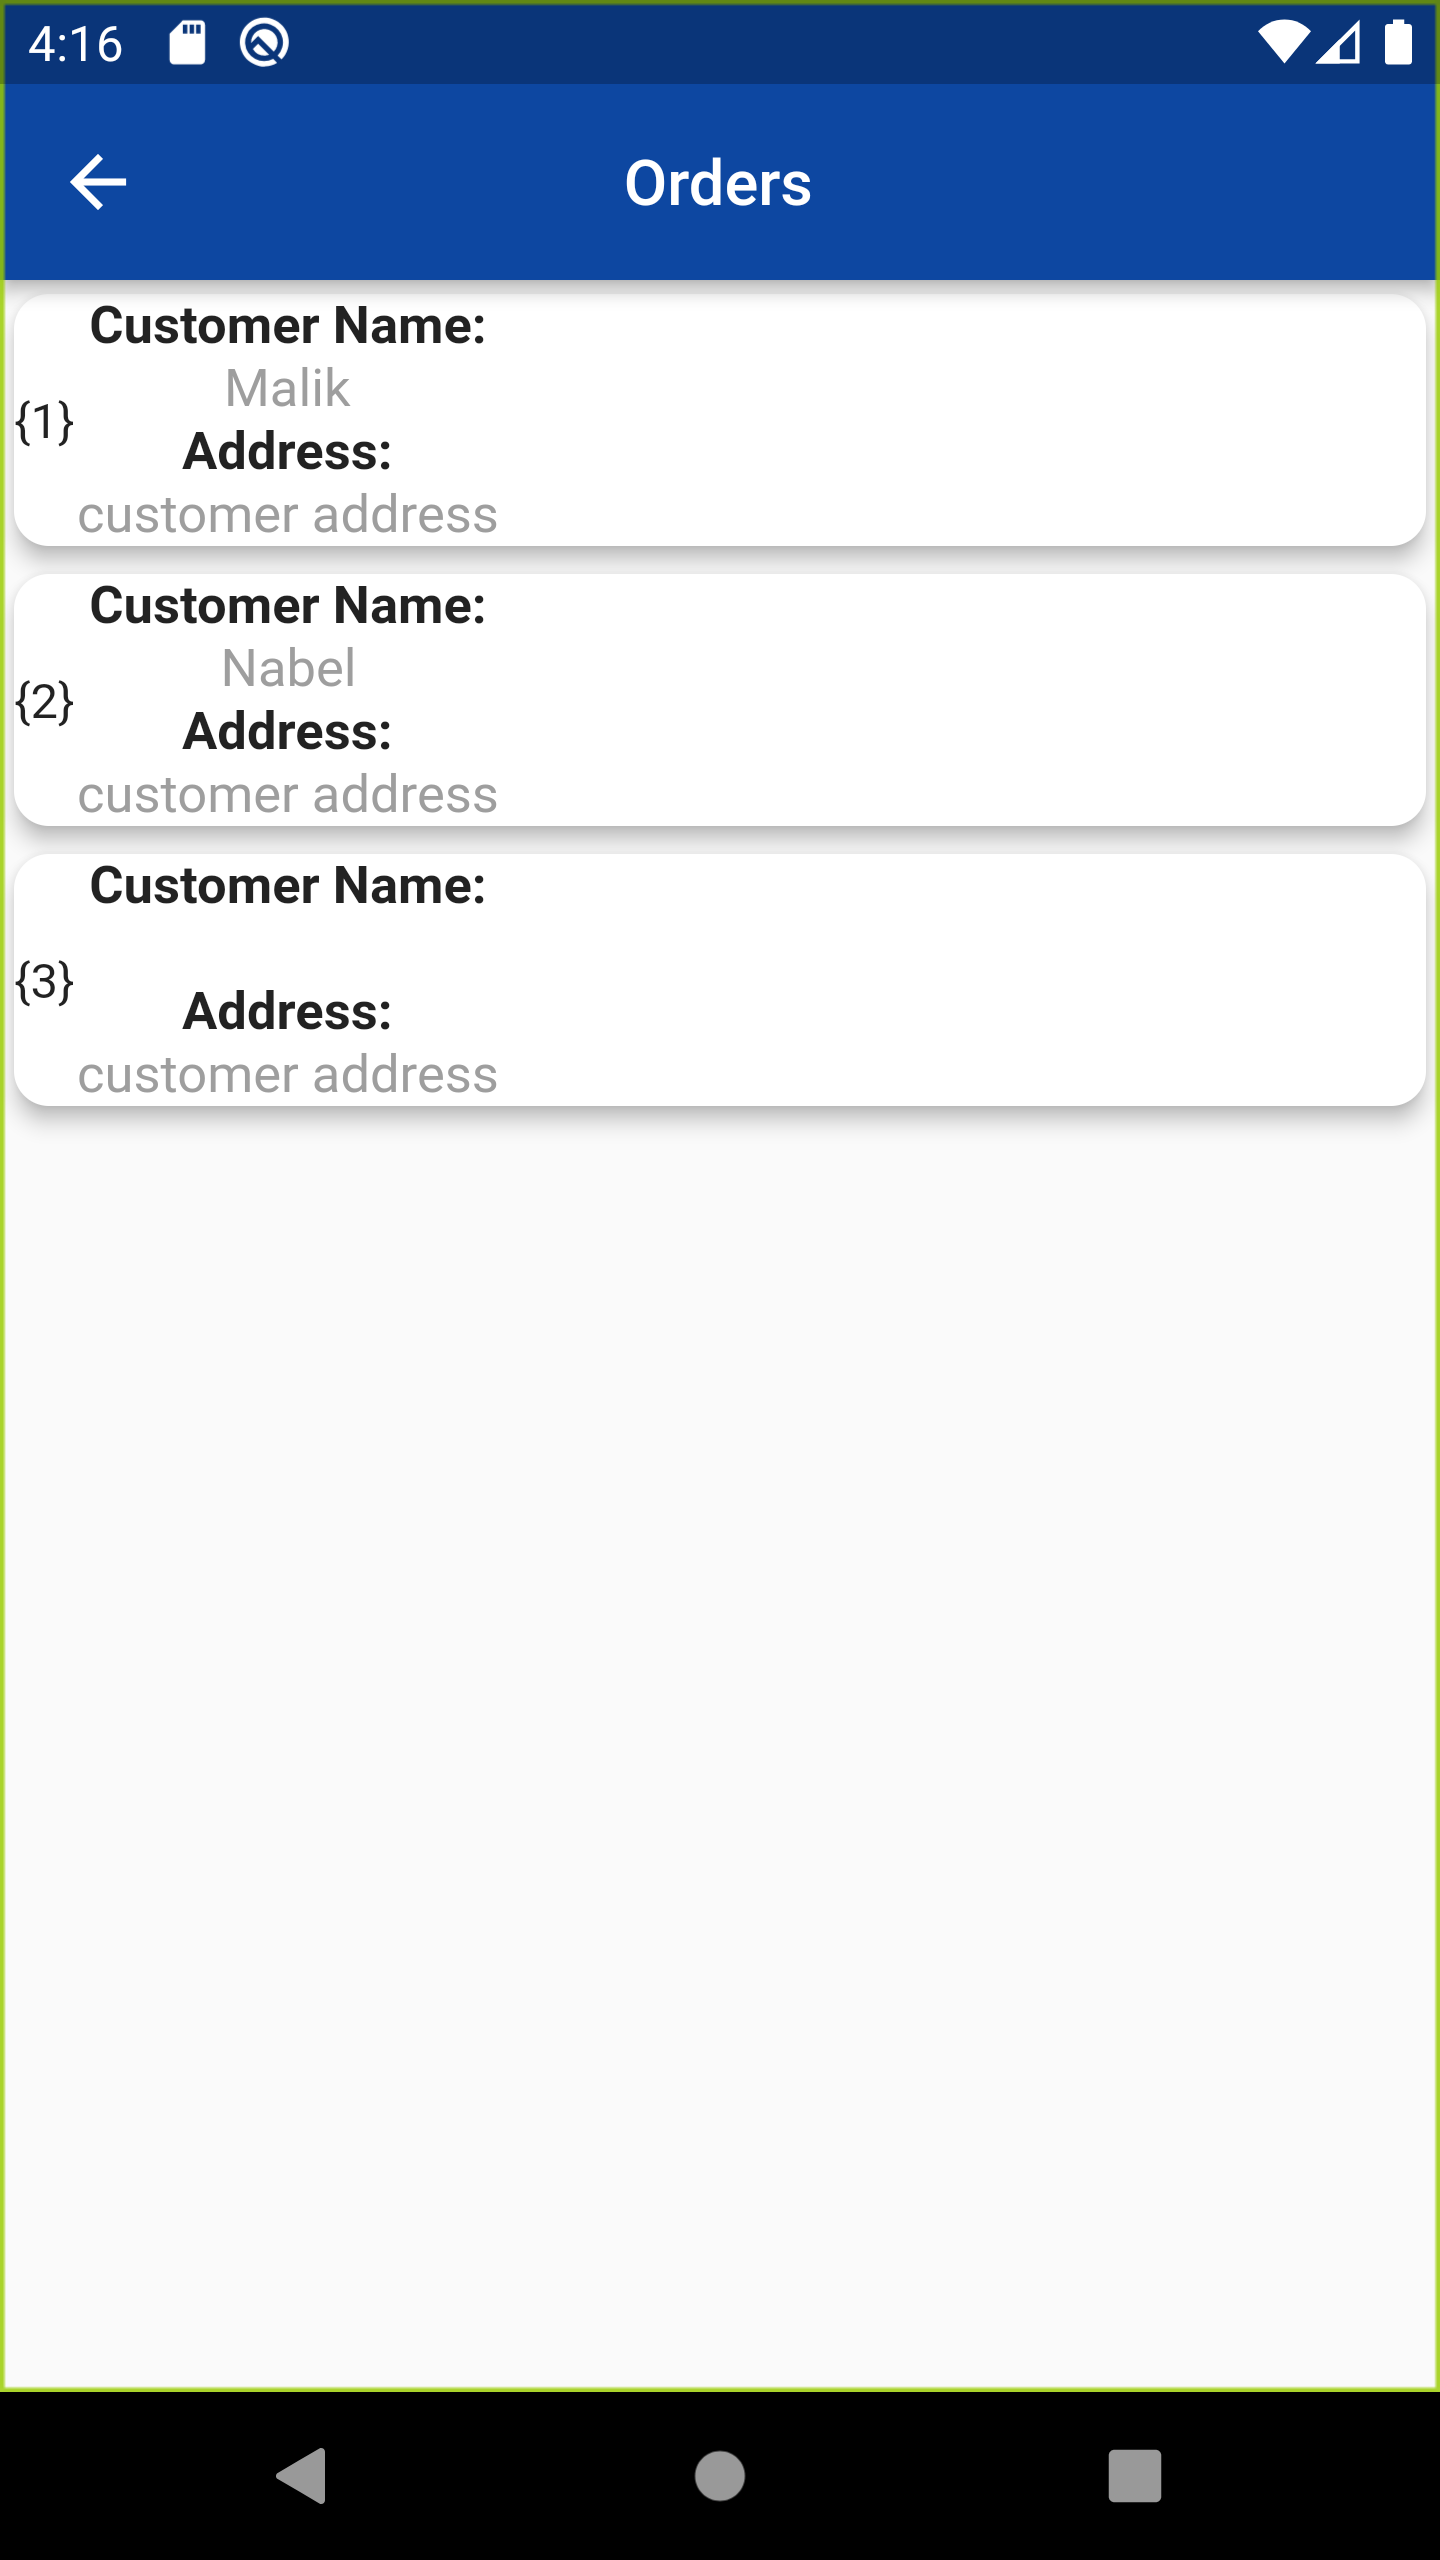 4:16
Orders
Customer Name:
Malik
{1}
Address:
customer address
Customer Name:
Nabel
{2}
Address:
customer address
Customer Name:
{3}
Address:
customer address